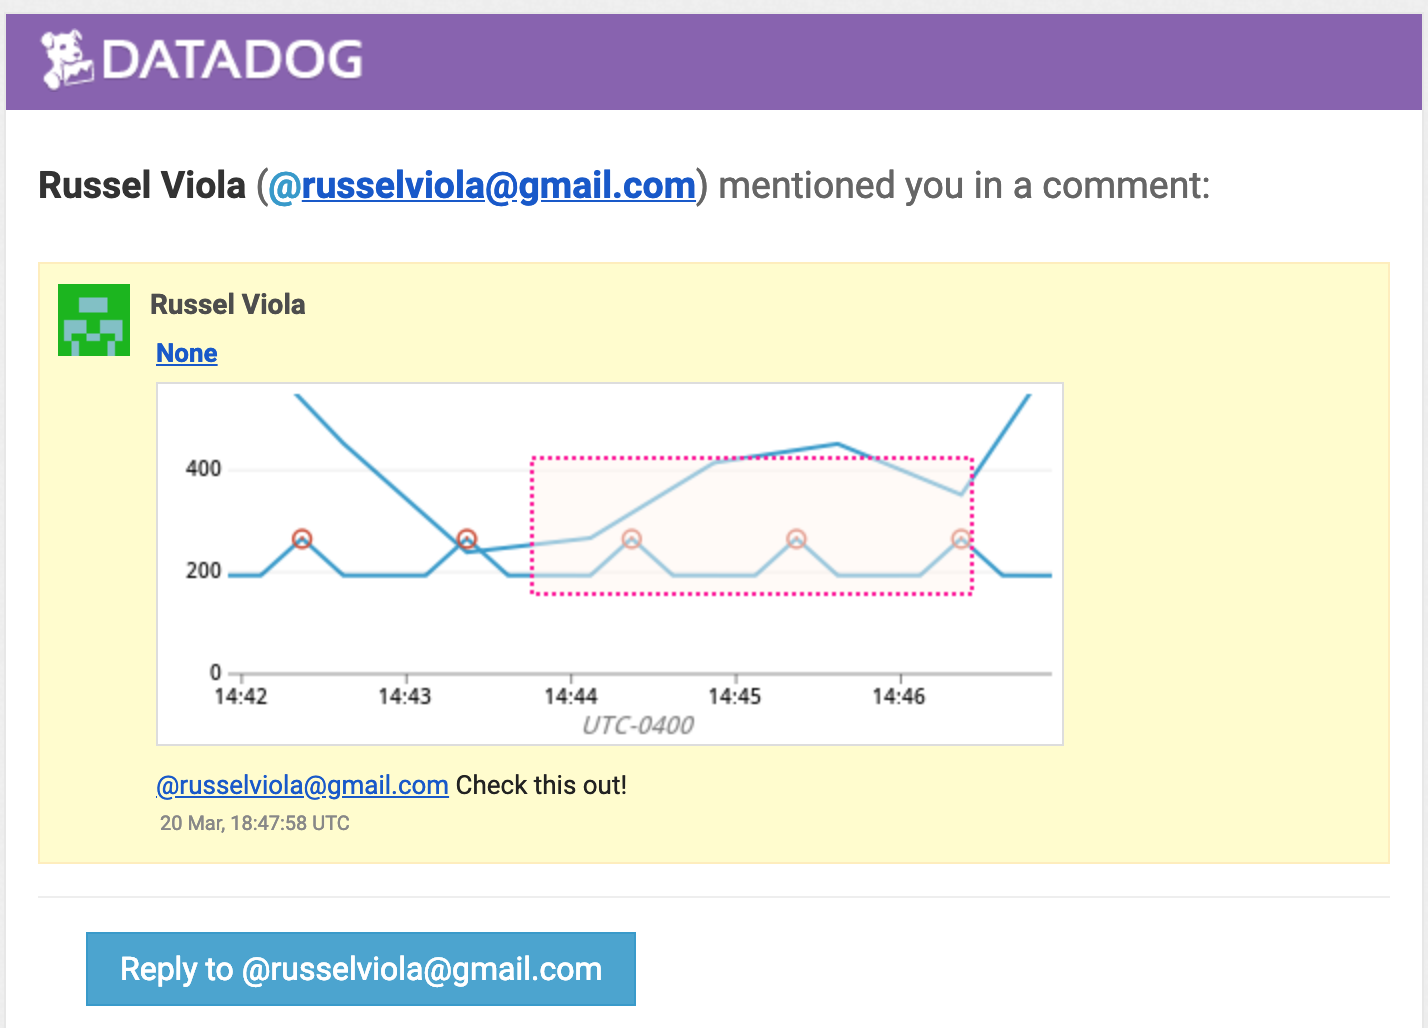 DATADOG
Russel Viola (@russelviola@gmail.com) mentioned you in a comment:
Russel Viola
None
400
200
0
14:42 14:43 14:44 14:45 14:46
UTC-0400
@russelviola@gmail.com Check this out!
20 Mar, 18:47:58 UTC
Reply to @russelviola@gmail.com